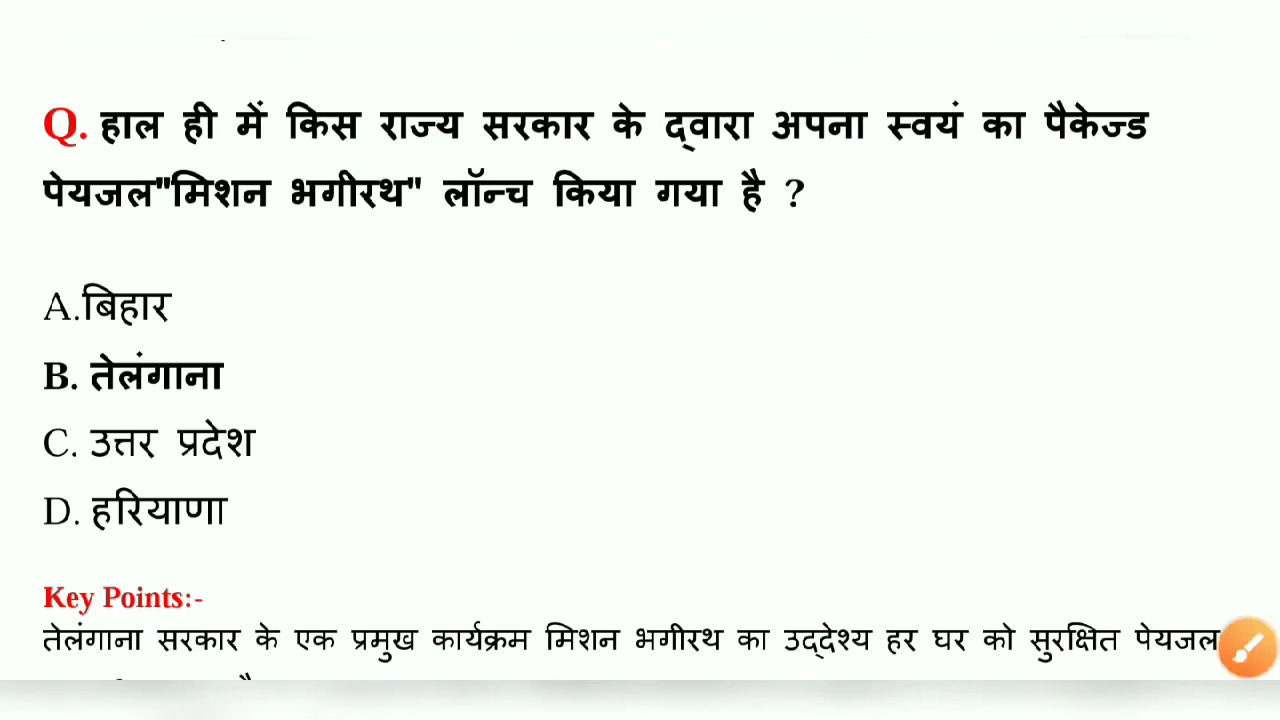 Q. हाल ही में किस राज्य सरकार के द्वारा अपना स्वयं का पैकेज्ड
पेयजल"मिशन भगीरथ" लॉन्च किया गया है ?
A.बिहार
B. तेलंगाना
C. उत्तर प्रदेश
D. हरियाणा
Key Points:-
तेलंगाना सरकार के एक प्रमुख कार्यक्रम मिशन भगीरथ का उद्देश्य हर घर को सुरक्षित पेयजल